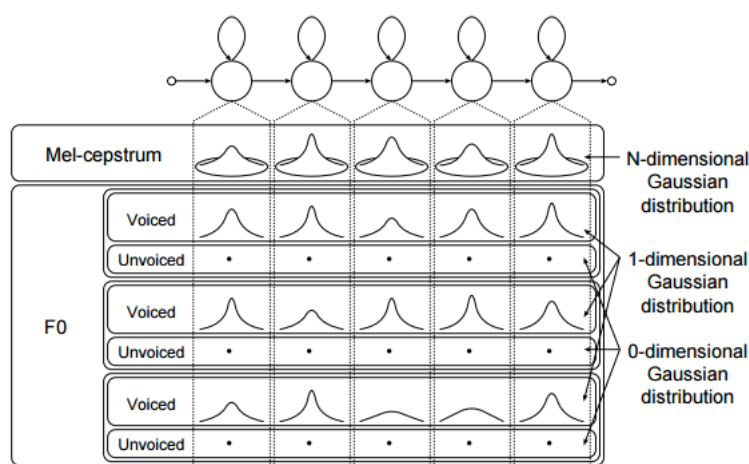 Mel-cepstrum
N-dimensional
Gaussian
distribution
F0
Voiced
Unvoiced
Voiced
Unvoiced
Voiced
Unvoiced
1-dimensional
Gaussian
distribution
0-dimensional
Gaussian
distribution